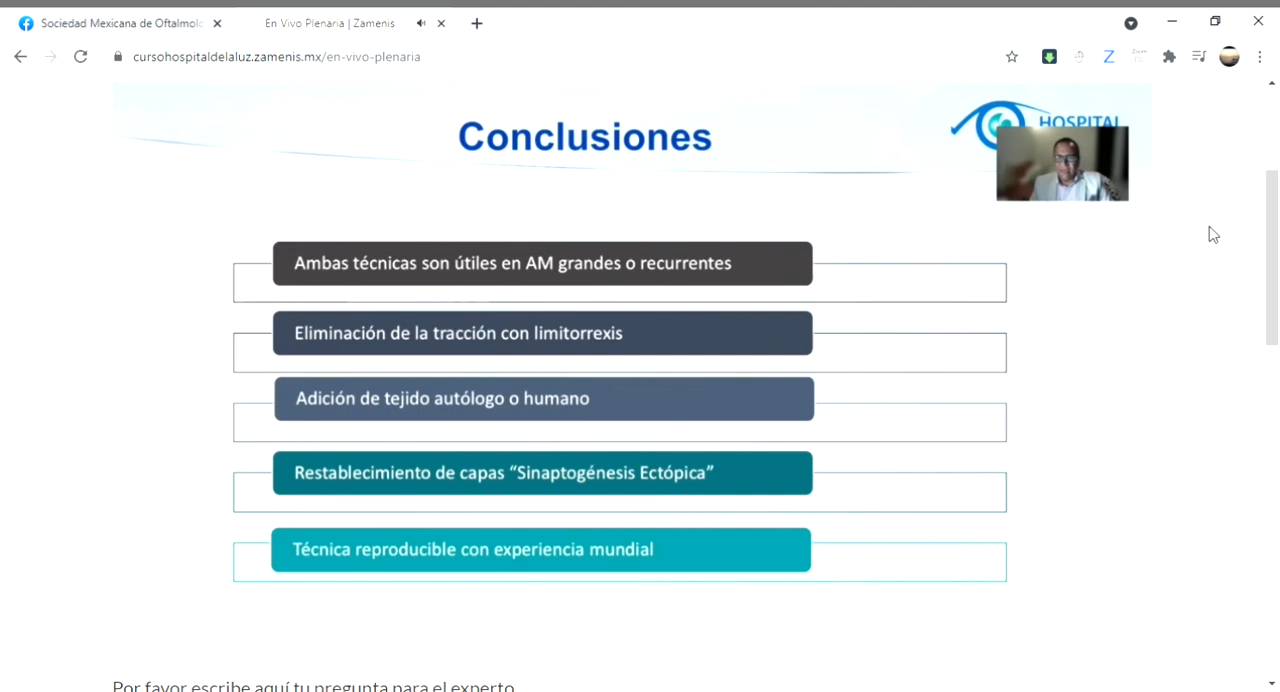 Sociedad Mexicana de Oftalmolo
En Vivo Plenaria | Zamenis
cursohospitaldelaluz.zamenis.mx/en-vivo-plenaria
Conclusiones
HOSPITAL
Ambas técnicas son útiles en AM grandes o recurrentes
Eliminación de la tracción con limitorrexis
Adición de tejido autólogo o humano
Restablecimiento de capas “Sinaptogénesis Ectópica”
Técnica reproducible con experiencia mundial
Por favor escribe aquí tu pregunta para el experto